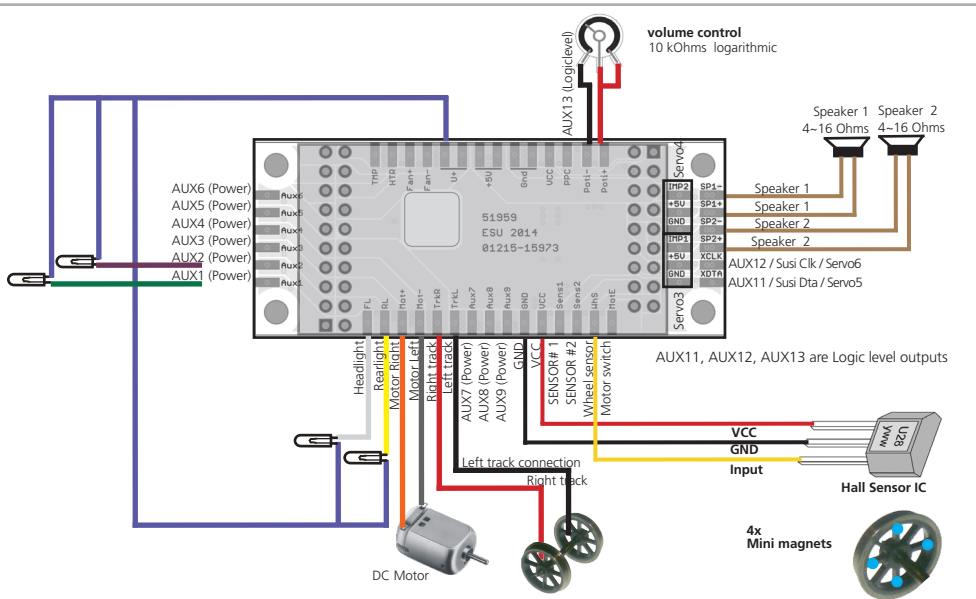 volume control
10 kOhms logarithmic
AUX13 (Logiclevel)
Speaker 1
4~16 Ohms
Speaker 2
4~16 Ohms
Servo4
TMP
HTR
Fan+
Fan-
U+
+5V
Gnd
VCC
PPC
Poti-
Poti+
AUX6 (Power)
AUX5 (Power)
AUX4 (Power)
AUX3 (Power)
AUX2 (Power)
AUX1 (Power)
Aux6
Aux5
Aux4
Aux3
Aux2
Aux1
51959
ESU 2014
01215-15973
IMP2
+5V
GND
IMP1
+5V
GND
SP1-
SP1+
SP2-
SP2+
XCLK
XDTA
Speaker 1
Speaker 1
Speaker 2
Speaker 2
AUX12 / Susi Clk / Servo6
AUX11 / Susi Dta / Servo5
Servo3
FL
RL
Mot+
Mot-
TrkR
TrkL
Aux7
Aux8
Aux9
GND
VCC
Sens1
Sens2
WhS
MotE
Headlight
Rearlight
Motor Right
Motor Left
Right track
Left track
AUX7 (Power)
AUX8 (Power)
AUX9 (Power)
GND
VCC
SENSOR# 1
SENSOR #2
Wheel sensor
Motor switch
AUX11, AUX12, AUX13 are Logic level outputs
VCC
GND
Input
U28
yww
Hall Sensor IC
Left track connection
Right track
DC Motor
4x
Mini magnets